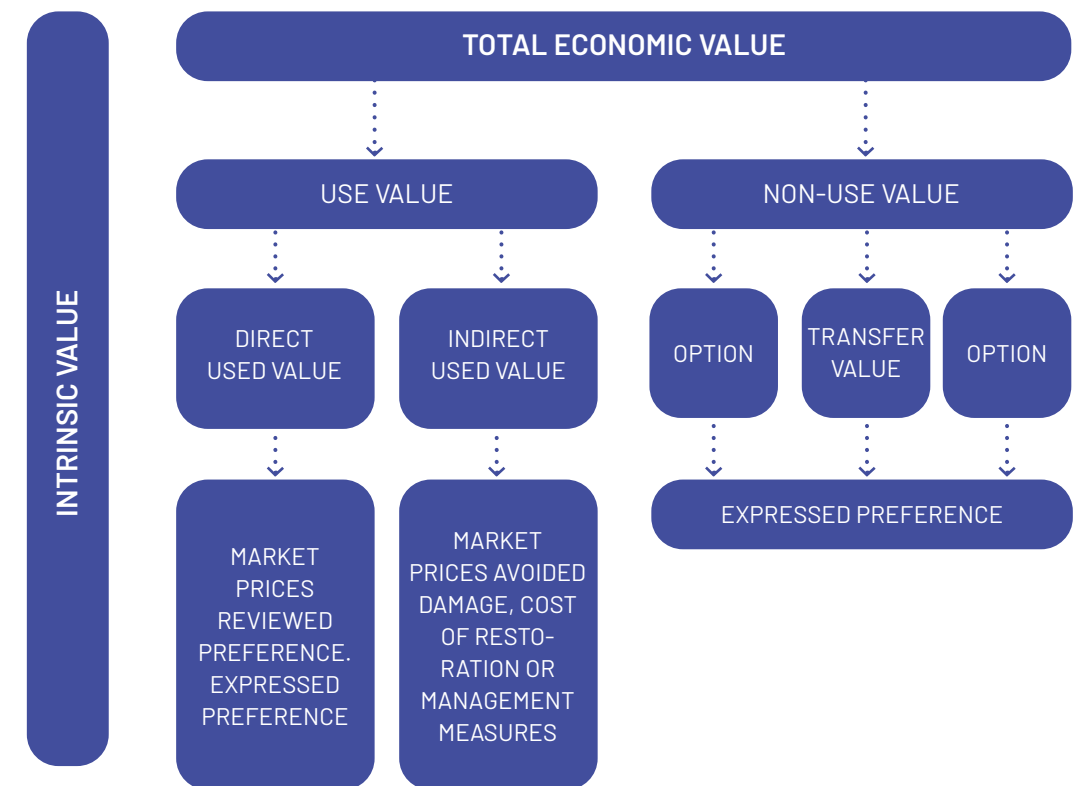 INTRINSIC VALUE
TOTAL ECONOMIC VALUE
USE VALUE
NON-USE VALUE
DIRECT
USED VALUE
INDIRECT
USED VALUE
OPTION
TRANSFER
VALUE
OPTION
MARKET
PRICES
REVIEWED
PREFERENCE.
EXPRESSED
PREFERENCE
MARKET
PRICES AVOIDED
DAMAGE, COST
OF RESTO-
RATION OR
MANAGEMENT
MEASURES
EXPRESSED PREFERENCE